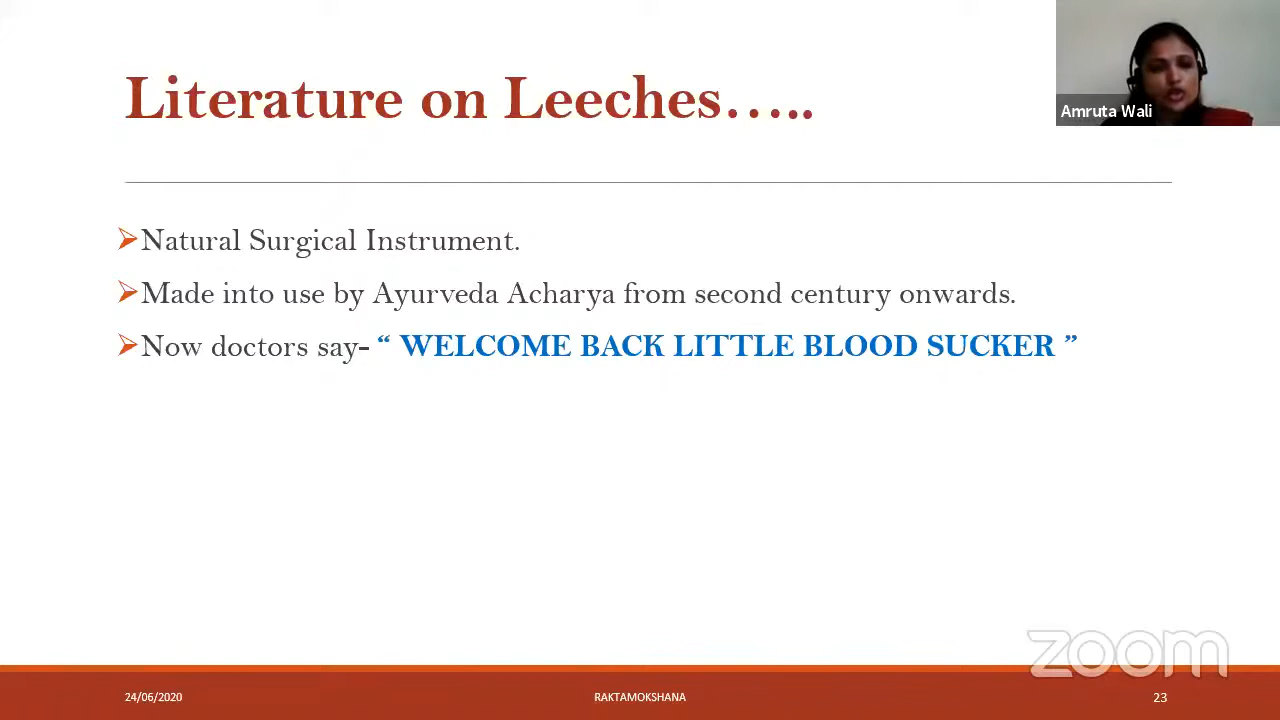 Literature on Leeches…..
Amruta Wali
Natural Surgical Instrument.
Made into use by Ayurveda Acharya from second century onwards.
Now doctors say- “ WELCOME BACK LITTLE BLOOD SUCKER ”
zoom
24/06/2020
RAKTAMOKSHANA
23